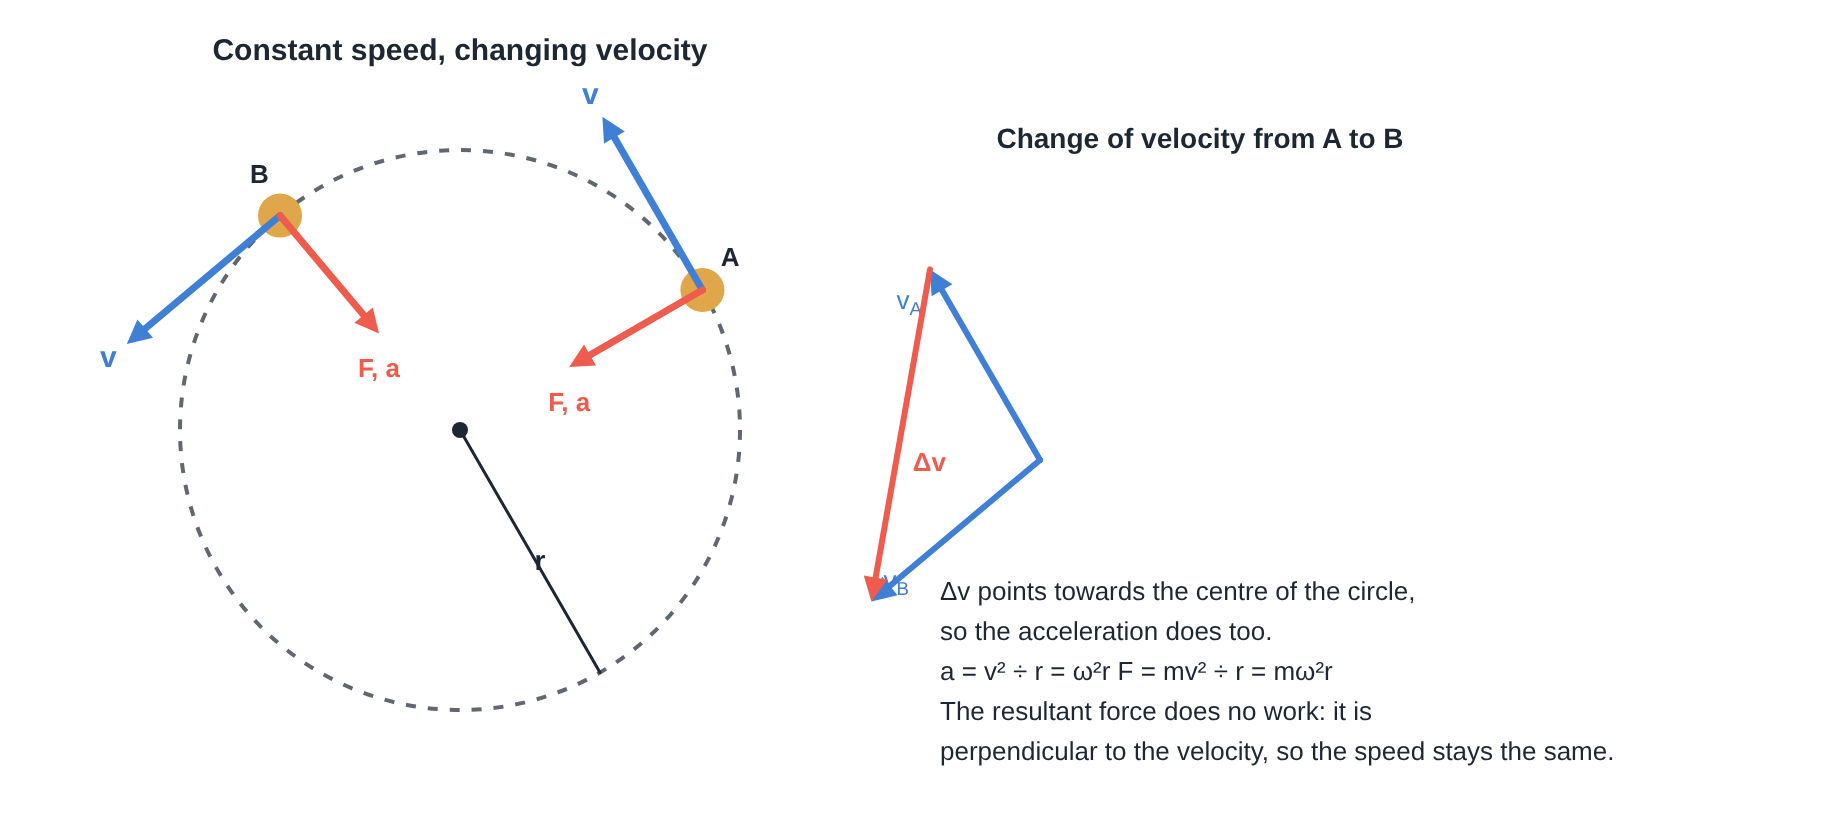 Constant speed, changing velocity
v
Change of velocity from A to B
B
A
v
F, a
F, a
r
vA
Δv
vB
Δv points towards the centre of the circle,
so the acceleration does too.
a = v² ÷ r = ω²r F = mv² ÷ r = mω²r
The resultant force does no work: it is
perpendicular to the velocity, so the speed stays the same.